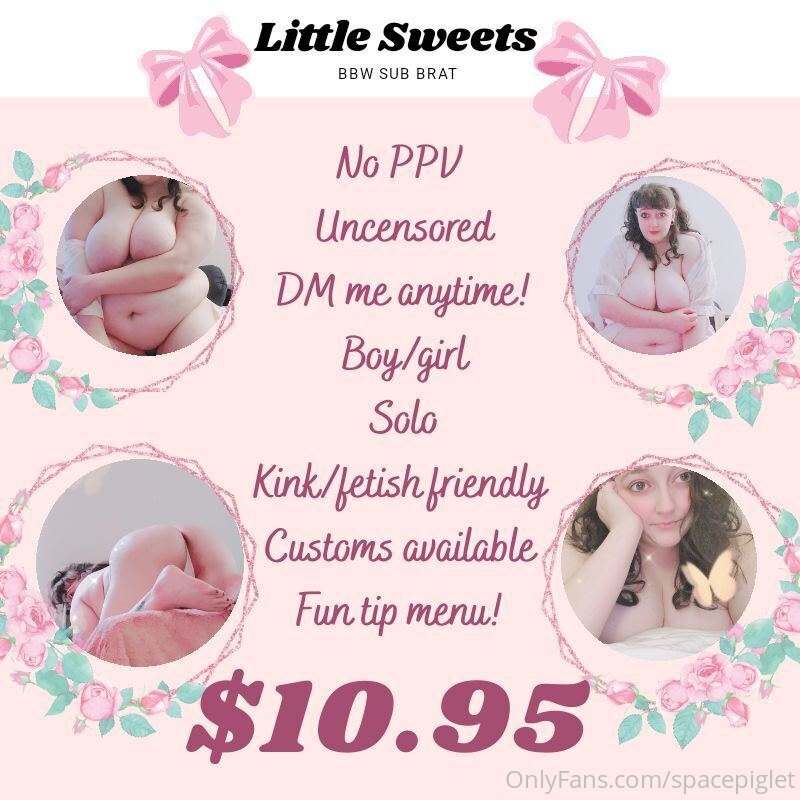 Little Sweets
BBW SUB BRAT
No PPV
Uncensored
DM me anytime!
Boy/girl
Solo
Kink/fetish friendly
Customs available
Fun tip menu!
$10.95
OnlyFans.com/spacepiglet